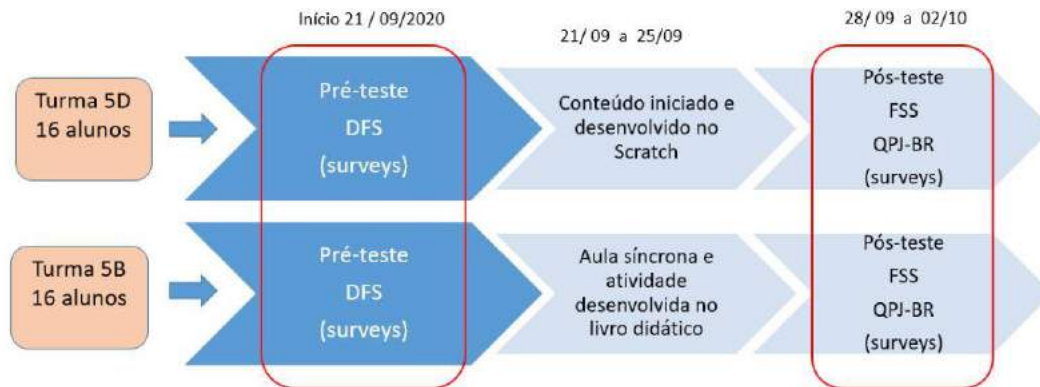 Início 21 / 09/2020
21/ 09 a 25/09
28/ 09 a 02/10
Turma 5D
16 alunos
Pré-teste
DFS
(surveys)
Conteúdo iniciado e
desenvolvido no
Scratch
Pós-teste
FSS
QPJ-BR
(surveys)
Turma 5B
16 alunos
Pré-teste
DFS
(surveys)
Aula síncrona e
atividade
desenvolvida no
livro didático
Pós-teste
FSS
QPJ-BR
(surveys)